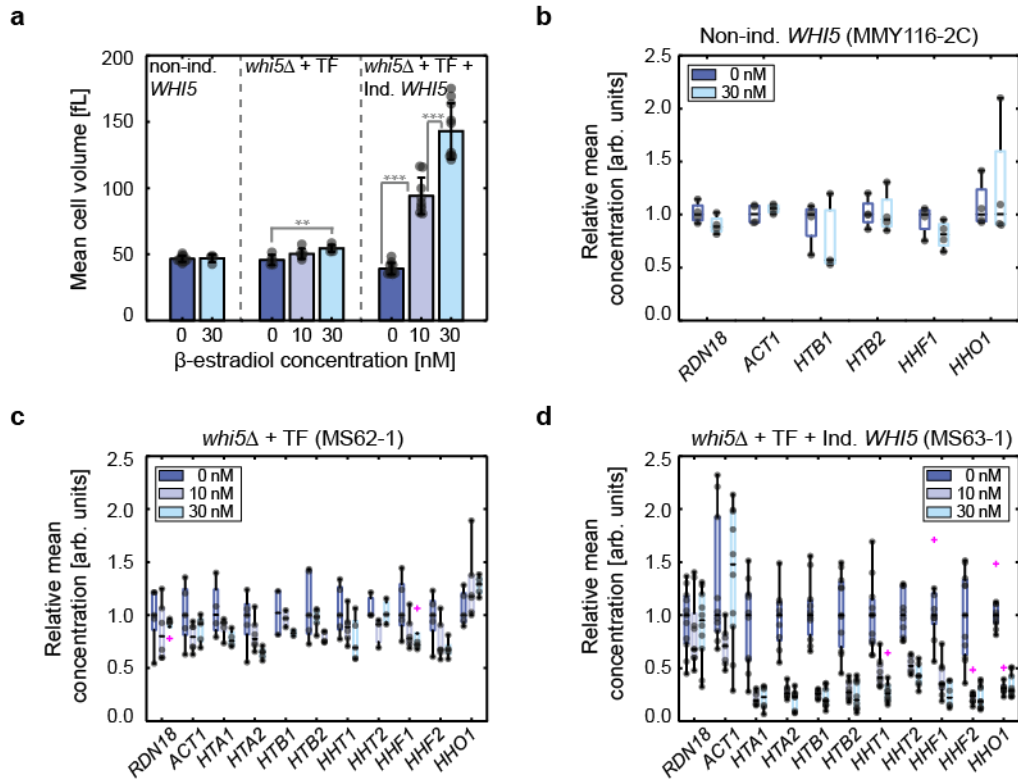 a
Mean cell volume [fL]
200
150
100
50
0
non-ind. WHI5
whi5Δ + TF
whi5Δ + TF + Ind. WHI5
**
***
***
0 30 0 10 30 0 10 30
β-estradiol concentration [nM]
b
Non-ind. WHI5 (MMY116-2C)
Relative mean
concentration [arb. units]
2.5
2.0
1.5
1.0
0.5
0.0
0 nM
30 nM
RDN18 ACT1 HTB1 HTB2 HHF1 HHO1
c
whi5Δ + TF (MS62-1)
Relative mean
concentration [arb. units]
2.5
2.0
1.5
1.0
0.5
0.0
0 nM
10 nM
30 nM
RDN18 ACT1 HTA1 HTA2 HTB1 HTB2 HHT1 HHT2 HHF1 HHF2 HHO1
d
whi5Δ + TF + Ind. WHI5 (MS63-1)
Relative mean
concentration [arb. units]
2.5
2.0
1.5
1.0
0.5
0.0
0 nM
10 nM
30 nM
RDN18 ACT1 HTA1 HTA2 HTB1 HTB2 HHT1 HHT2 HHF1 HHF2 HHO1